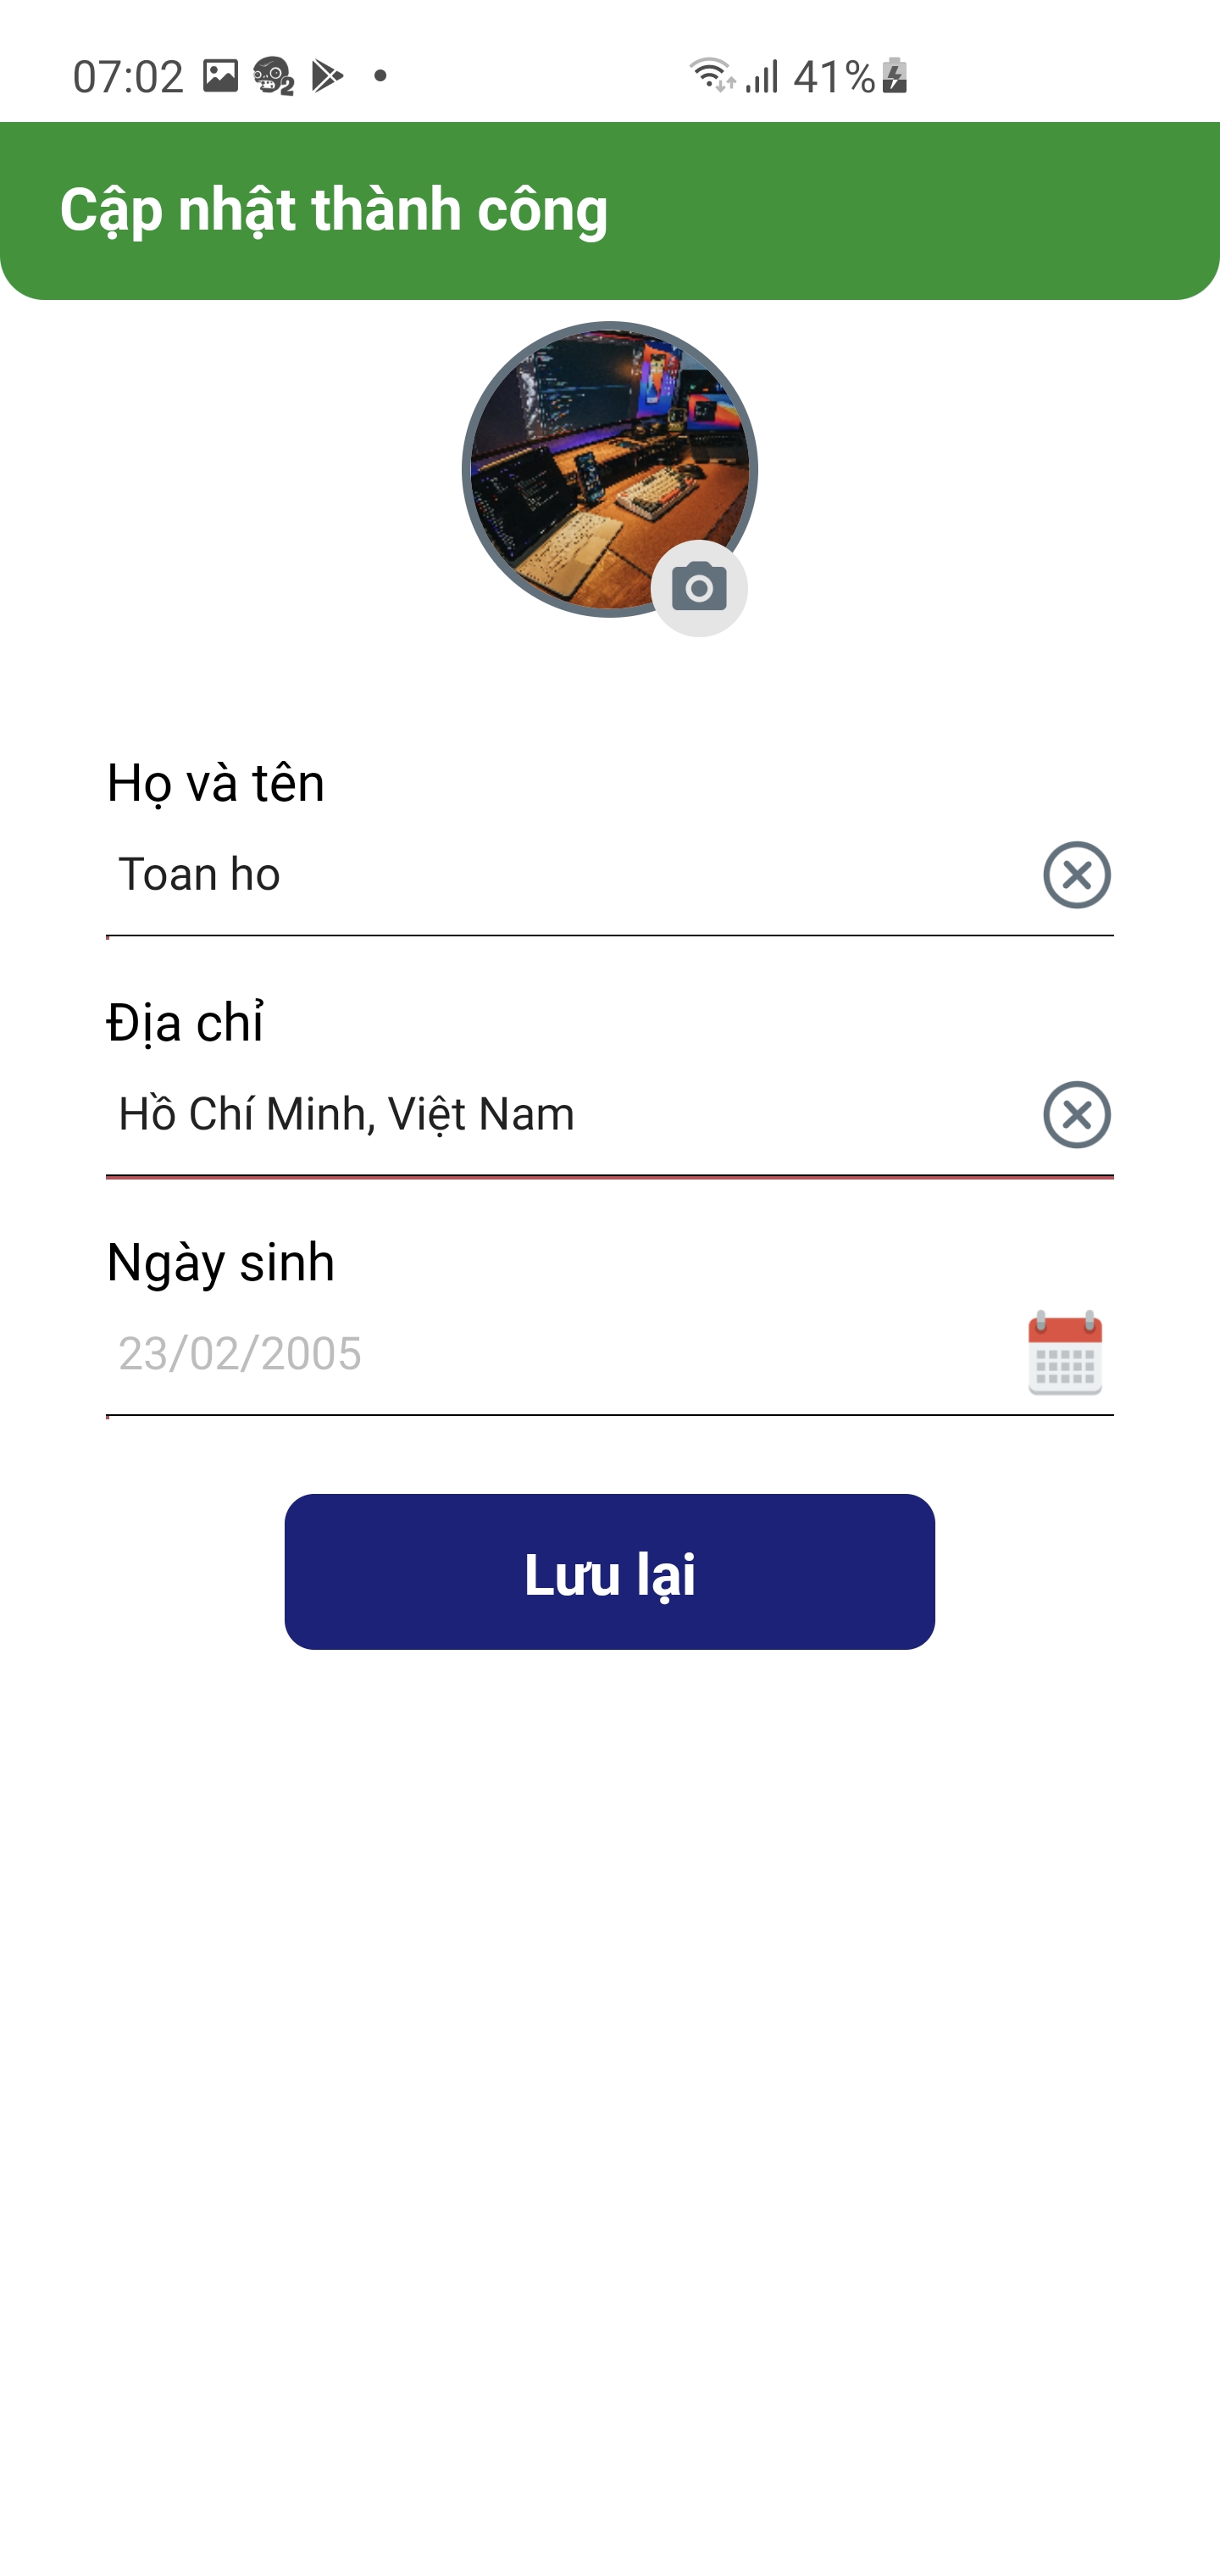 07:02
41%
Cập nhật thành công
Họ và tên
Toan ho
Địa chỉ
Hồ Chí Minh, Việt Nam
Ngày sinh
23/02/2005
Lưu lại